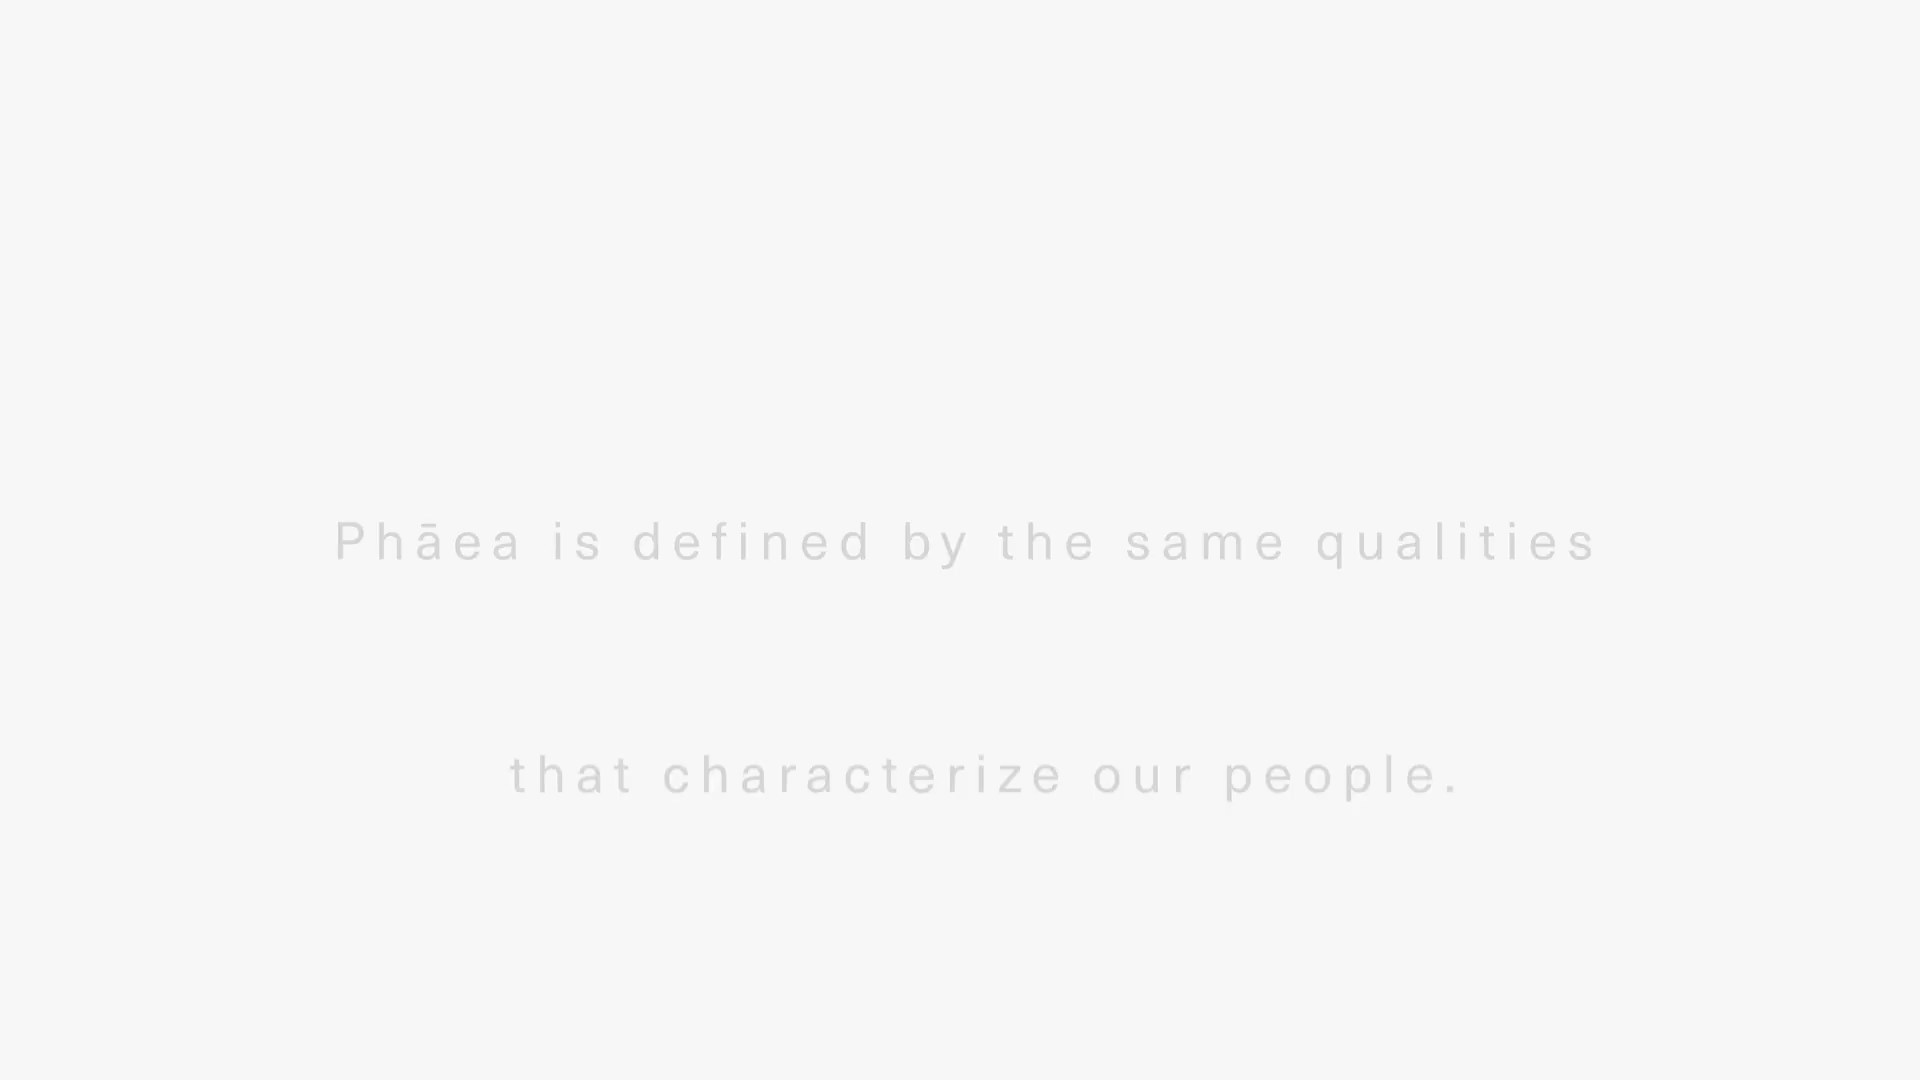 Phāea is defined by the same qualities
that characterize our people.